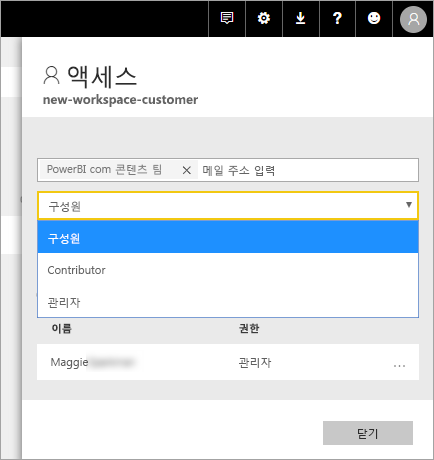 액세스
new-workspace-customer
PowerBI com 콘텐츠 팀 × 메일 주소 입력
구성원
구성원
Contributor
관리자
이름 권한
Maggie 관리자 ...
닫기